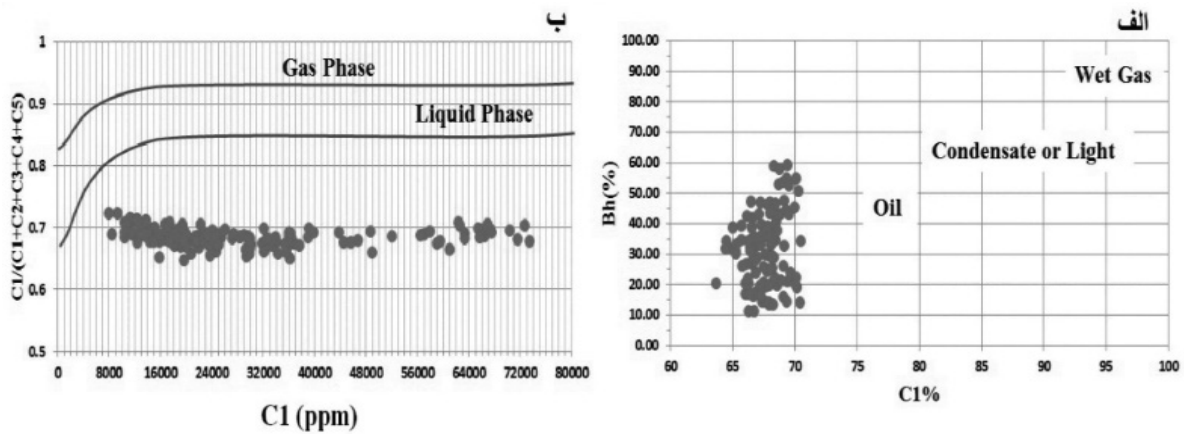 ب
C1/(C1+C2+C3+C4+C5)
1
0.9
0.8
0.7
0.6
0.5
Gas Phase
Liquid Phase
0 8000 16000 24000 32000 40000 48000 56000 64000 72000 80000
C1 (ppm)
الف
Bh(%)
100.00
90.00
80.00
70.00
60.00
50.00
40.00
30.00
20.00
10.00
0.00
Wet Gas
Condensate or Light
Oil
60 65 70 75 80 85 90 95 100
C1%